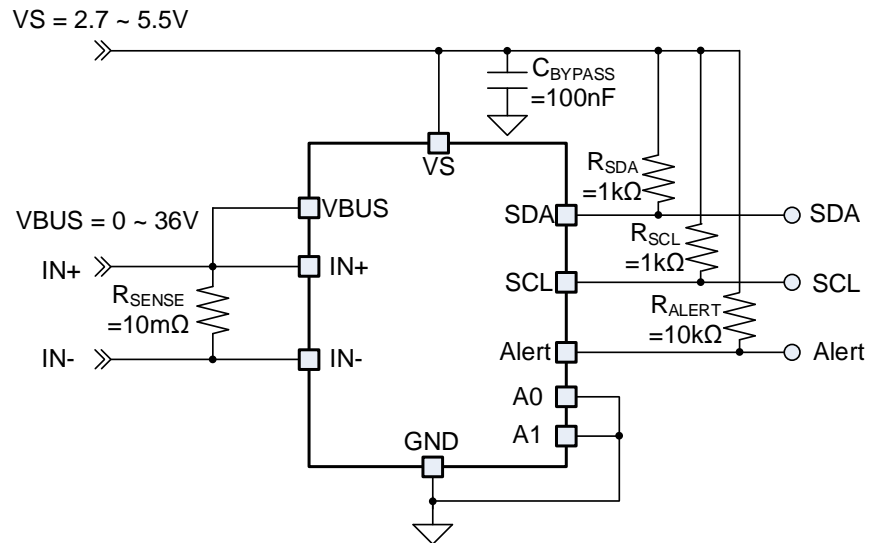 VS = 2.7 ~ 5.5V
CBYPASS
=100nF
VS
RSDA
=1kΩ
VBUS
VBUS = 0 ~ 36V
SDA
SDA
RSCL
=1kΩ
IN+
IN+
SCL
SCL
RSENSE
=10mΩ
RALERT
=10kΩ
IN-
IN-
Alert
Alert
A0
A1
GND